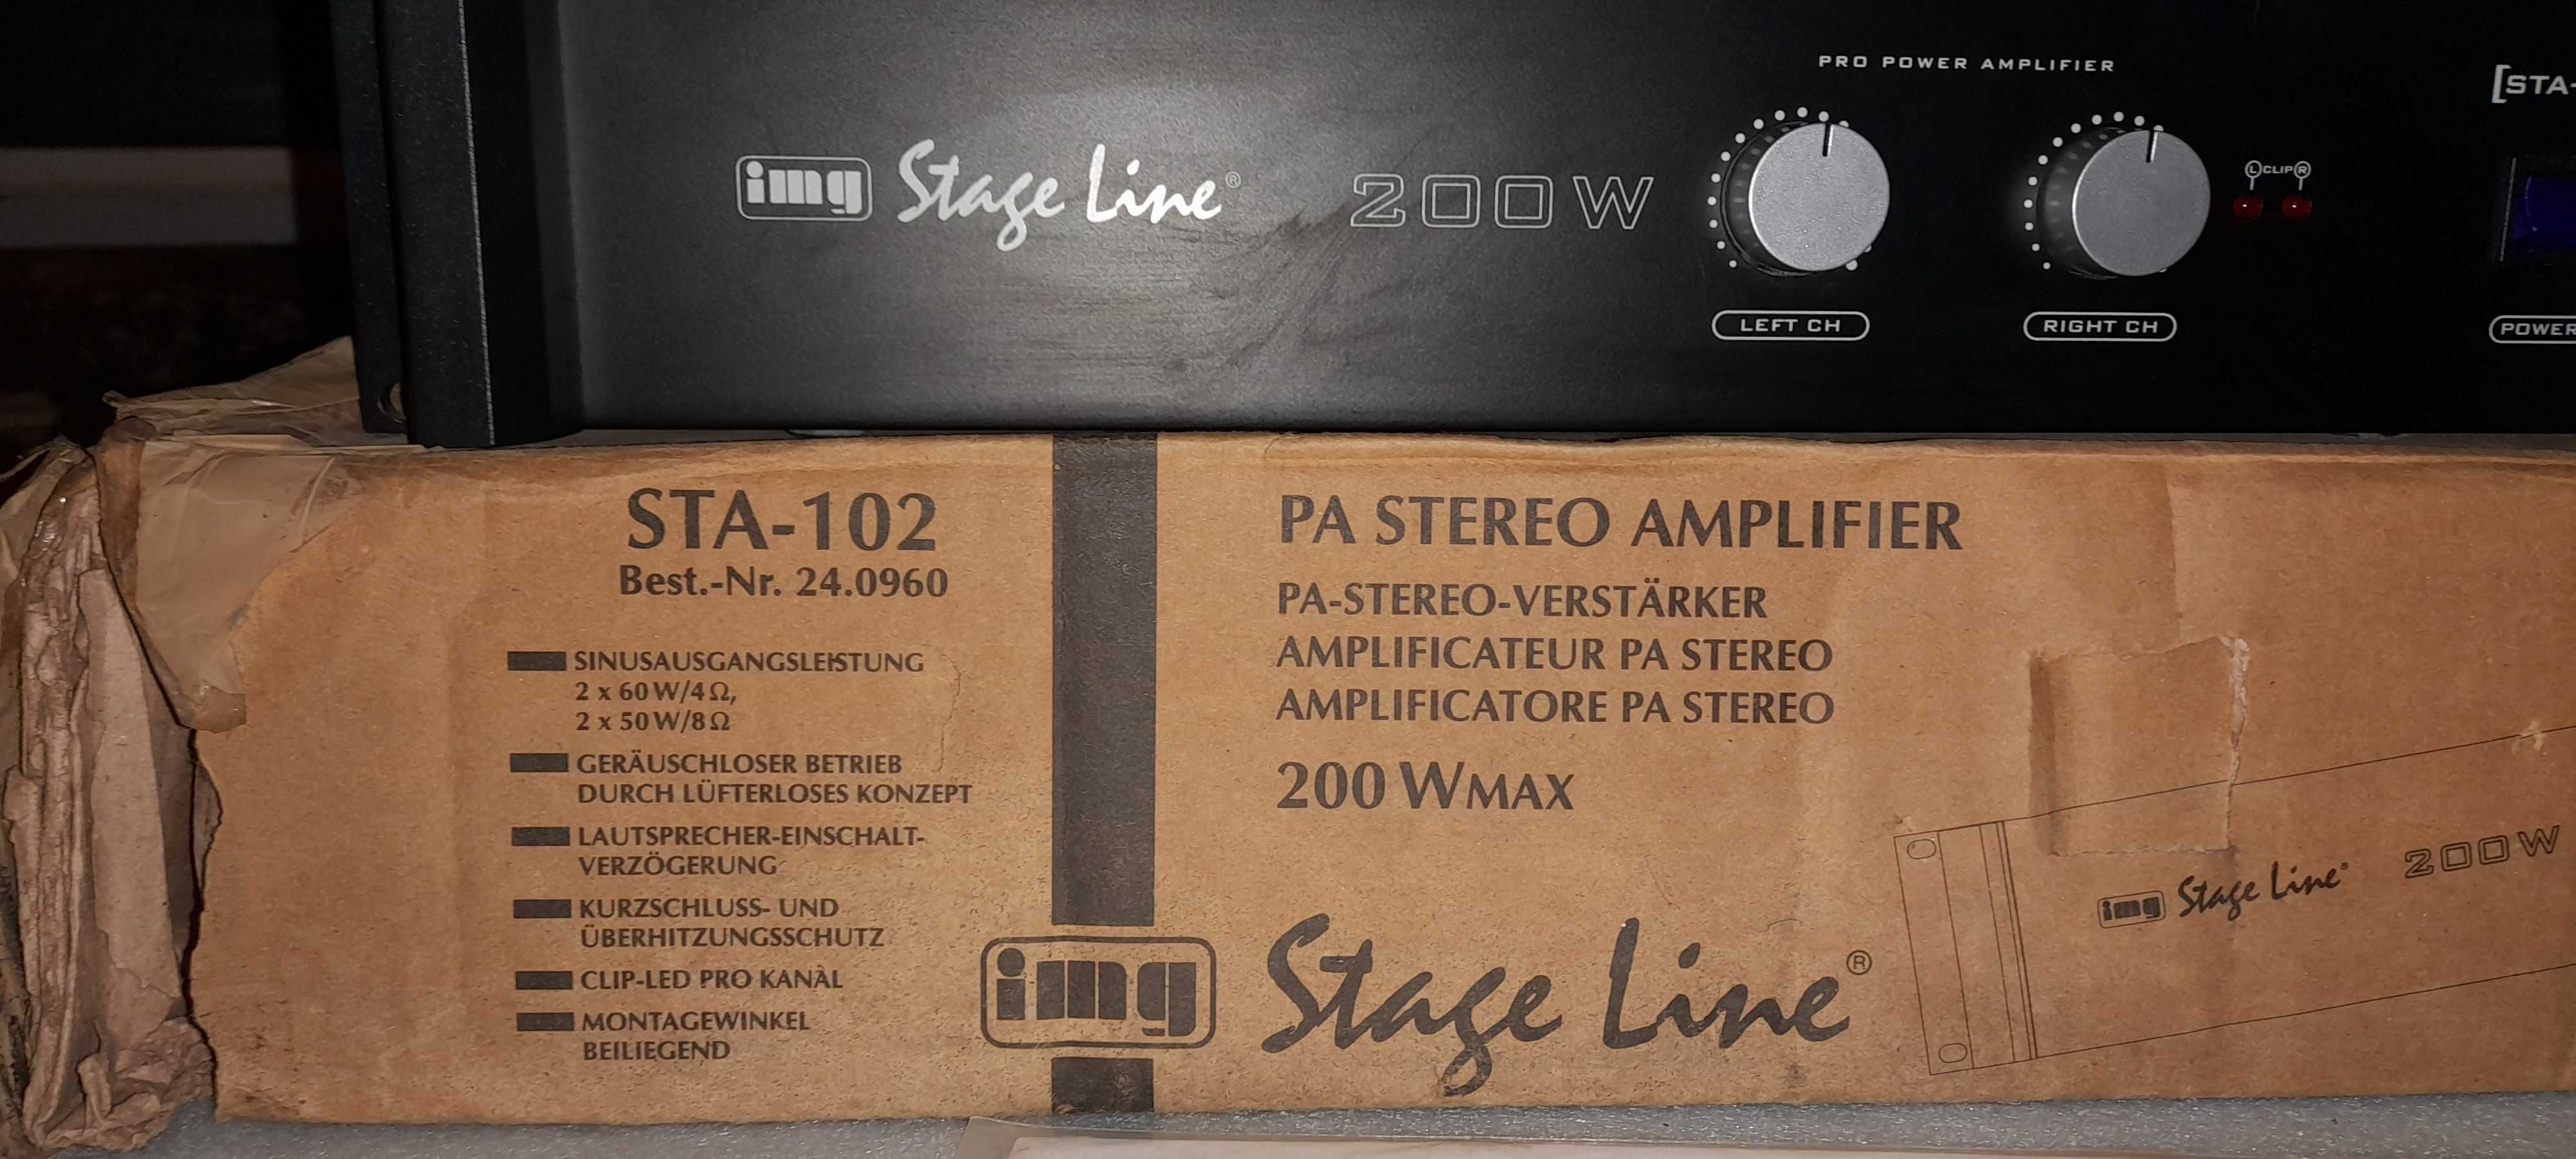 PRO POWER AMPLIFIER
[STA-
img Stage Line® 200 W
L CLIP R
LEFT CH
RIGHT CH
POWER
STA-102
Best.-Nr. 24.0960
SINUSAUSGANGSLEISTUNG
2 x 60 W/4 Ω,
2 x 50 W/8 Ω
GERÄUSCHLOSER BETRIEB
DURCH LÜFTERLOSES KONZEPT
LAUTSPRECHER-EINSCHALT-
VERZÖGERUNG
KURZSCHLUSS- UND
ÜBERHITZUNGSSCHUTZ
CLIP-LED PRO KANAL
MONTAGEWINKEL
BEILIEGEND
PA STEREO AMPLIFIER
PA-STEREO-VERSTÄRKER
AMPLIFICATEUR PA STEREO
AMPLIFICATORE PA STEREO
200 WMAX
img Stage Line®
img Stage Line® 200 W